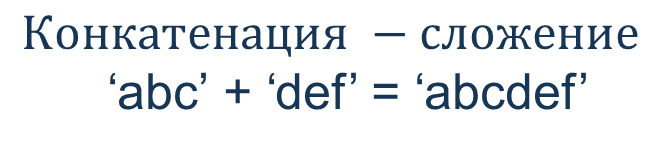 Конкатенация – сложение
‘abc’ + ‘def’ = ‘abcdef’